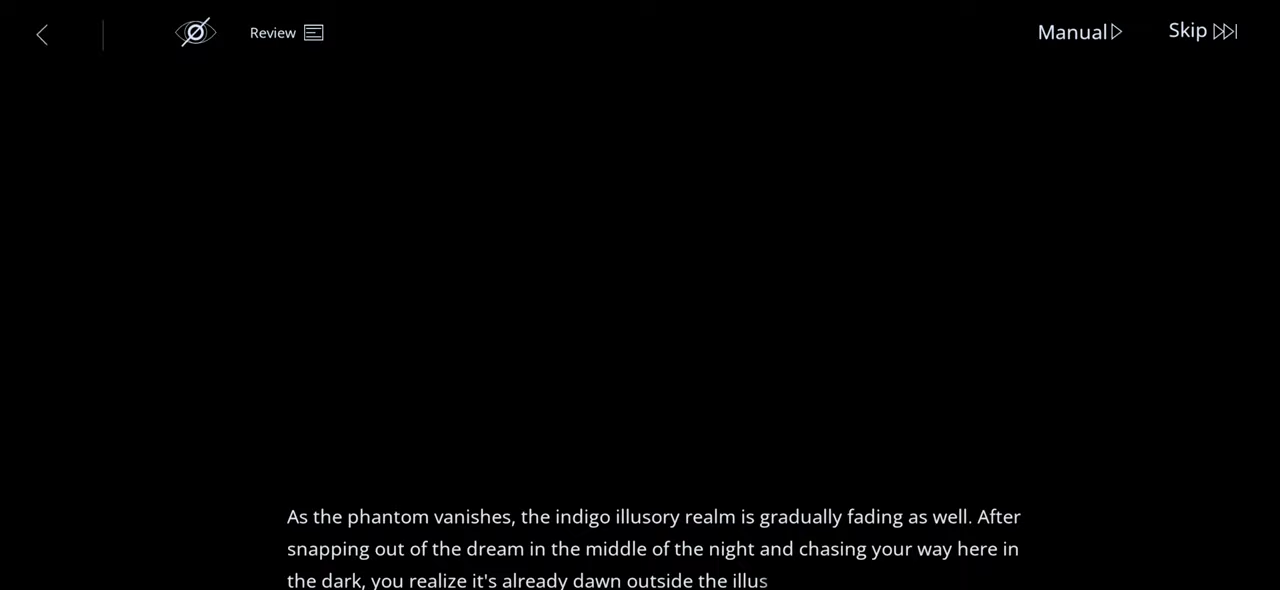 Review
Manual
Skip
As the phantom vanishes, the indigo illusory realm is gradually fading as well. After
snapping out of the dream in the middle of the night and chasing your way here in
the dark, you realize it's already dawn outside the illus